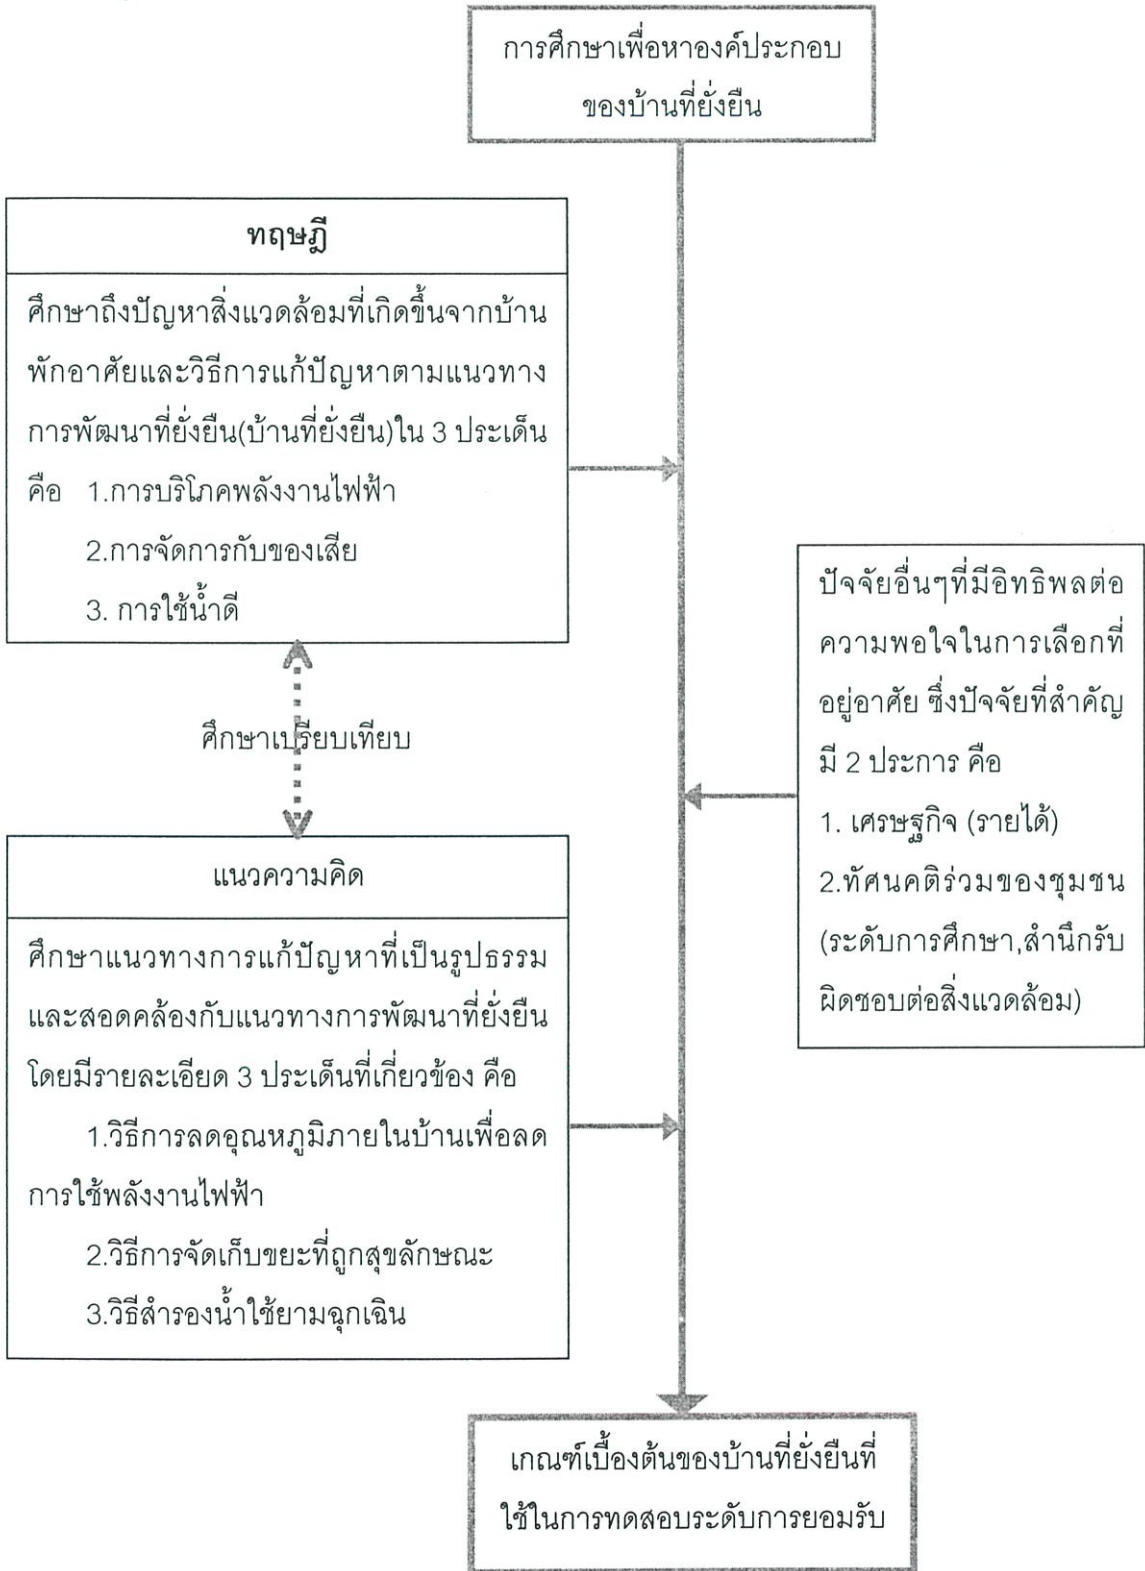 การศึกษาเพื่อหาองค์ประกอบ
ของบ้านที่ยั่งยืน
ทฤษฎี
ศึกษาถึงปัญหาสิ่งแวดล้อมที่เกิดขึ้นจากบ้าน
พักอาศัยและวิธีการแก้ปัญหาตามแนวทาง
การพัฒนาที่ยั่งยืน(บ้านที่ยั่งยืน)ใน 3 ประเด็น
คือ 1.การบริโภคพลังงานไฟฟ้า
2.การจัดการกับของเสีย
3. การใช้น้ำดี
ศึกษาเปรียบเทียบ
แนวความคิด
ศึกษาแนวทางการแก้ปัญหาที่เป็นรูปธรรม
และสอดคล้องกับแนวทางการพัฒนาที่ยั่งยืน
โดยมีรายละเอียด 3 ประเด็นที่เกี่ยวข้อง คือ
1.วิธีการลดอุณหภูมิภายในบ้านเพื่อลด
การใช้พลังงานไฟฟ้า
2.วิธีการจัดเก็บขยะที่ถูกสุขลักษณะ
3.วิธีสำรองน้ำใช้ยามฉุกเฉิน
ปัจจัยอื่นๆที่มีอิทธิพลต่อ
ความพอใจในการเลือกที่
อยู่อาศัย ซึ่งปัจจัยที่สำคัญ
มี 2 ประการ คือ
1. เศรษฐกิจ (รายได้)
2.ทัศนคติร่วมของชุมชน
(ระดับการศึกษา,สำนึกรับ
ผิดชอบต่อสิ่งแวดล้อม)
เกณฑ์เบื้องต้นของบ้านที่ยั่งยืนที่
ใช้ในการทดสอบระดับการยอมรับ